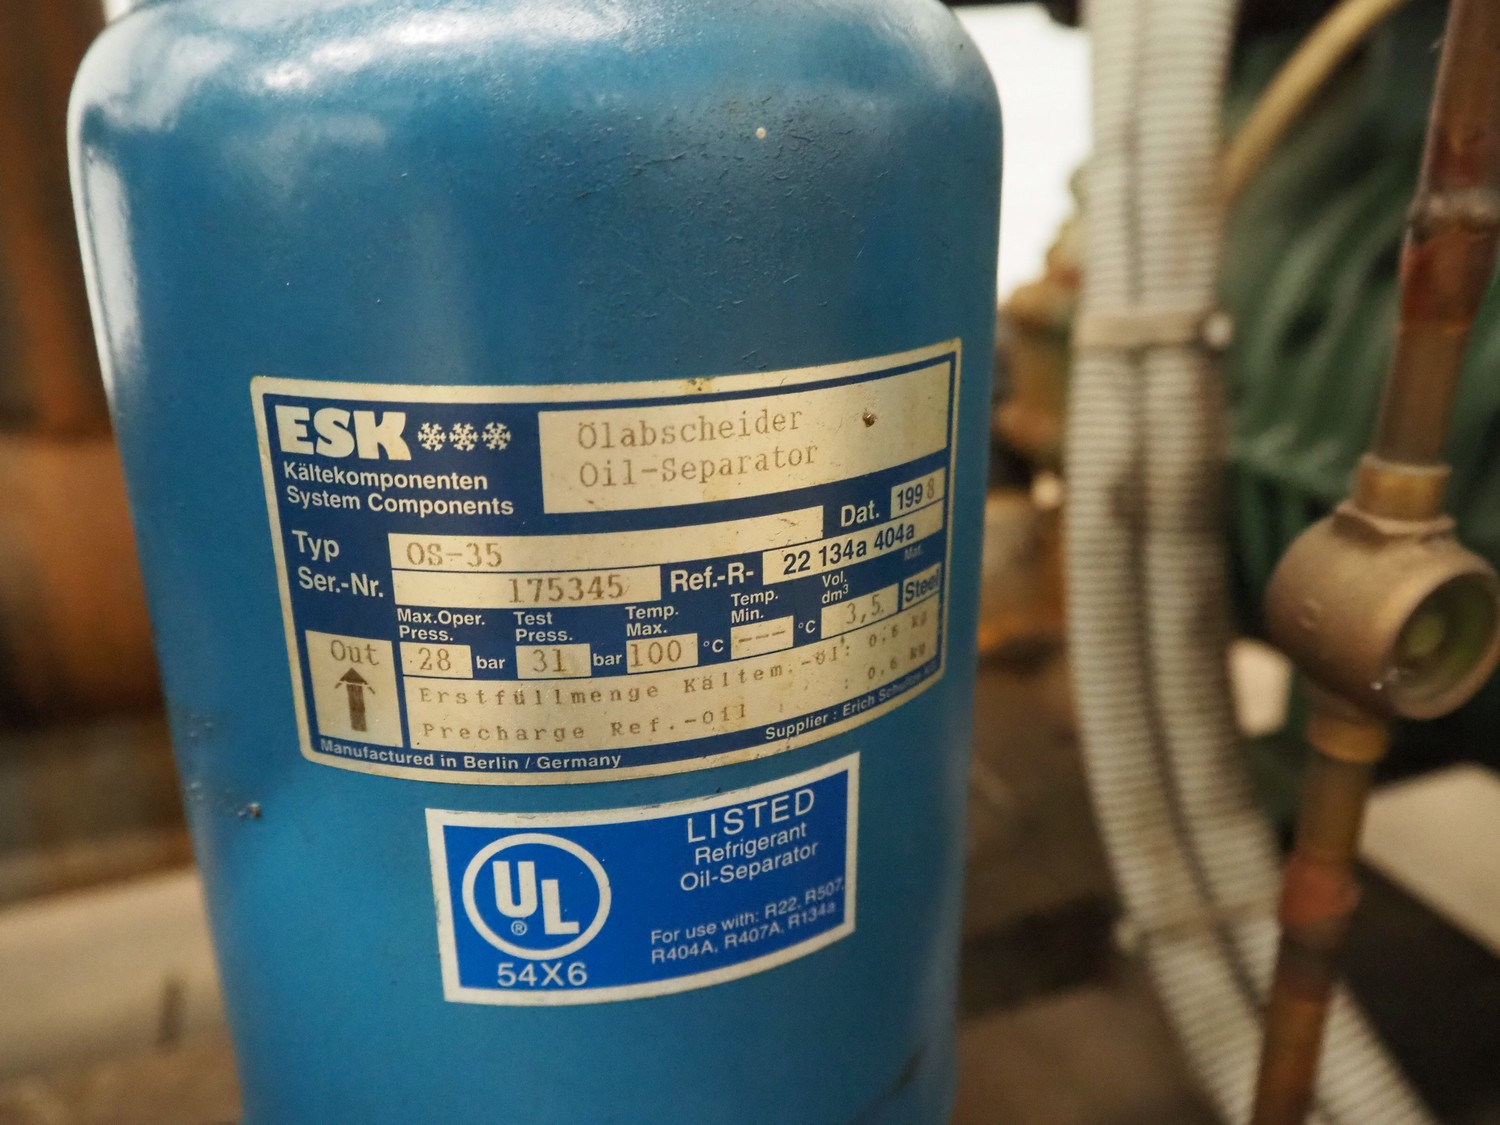 ESK
Kältekomponenten
System Components
Ölabscheider
Oil-Separator
Typ OS-35 Dat. 1998
Ser.-Nr. 175345 Ref.-R- 22 134a 404a
Max.Oper. Press. 28 bar
Test Press. 31 bar
Temp. Max. 100 °C
Temp. Min. --- °C
Vol. dm³ 3,5
Mat. Steel
Out
Erstfüllmenge Kältem.-öl: 0,6 kg
Precharge Ref.-Oil : 0,6 kg
Manufactured in Berlin / Germany
Supplier : Erich Schultze
UL
®
54X6
LISTED
Refrigerant
Oil-Separator
For use with: R22, R507,
R404A, R407A, R134a